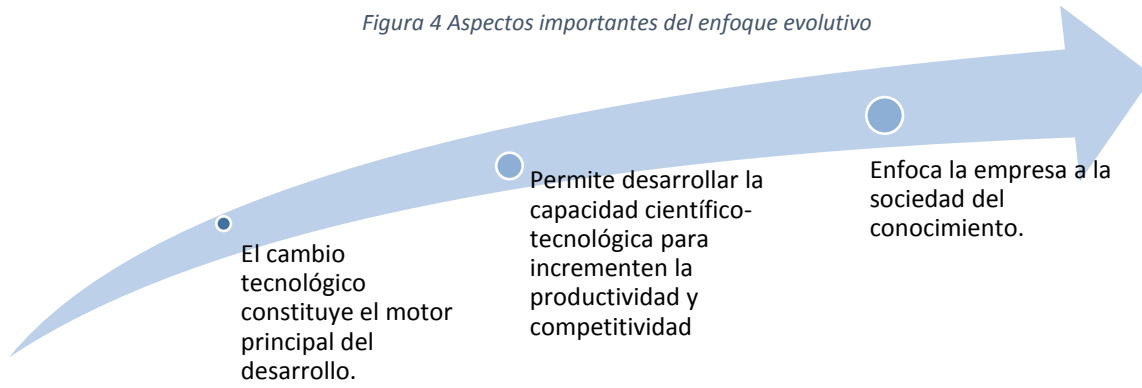 Figura 4 Aspectos importantes del enfoque evolutivo
El cambio
tecnológico
constituye el motor
principal del
desarrollo.
Permite desarrollar la
capacidad científico-
tecnológica para
incrementen la
productividad y
competitividad
Enfoca la empresa a la
sociedad del
conocimiento.